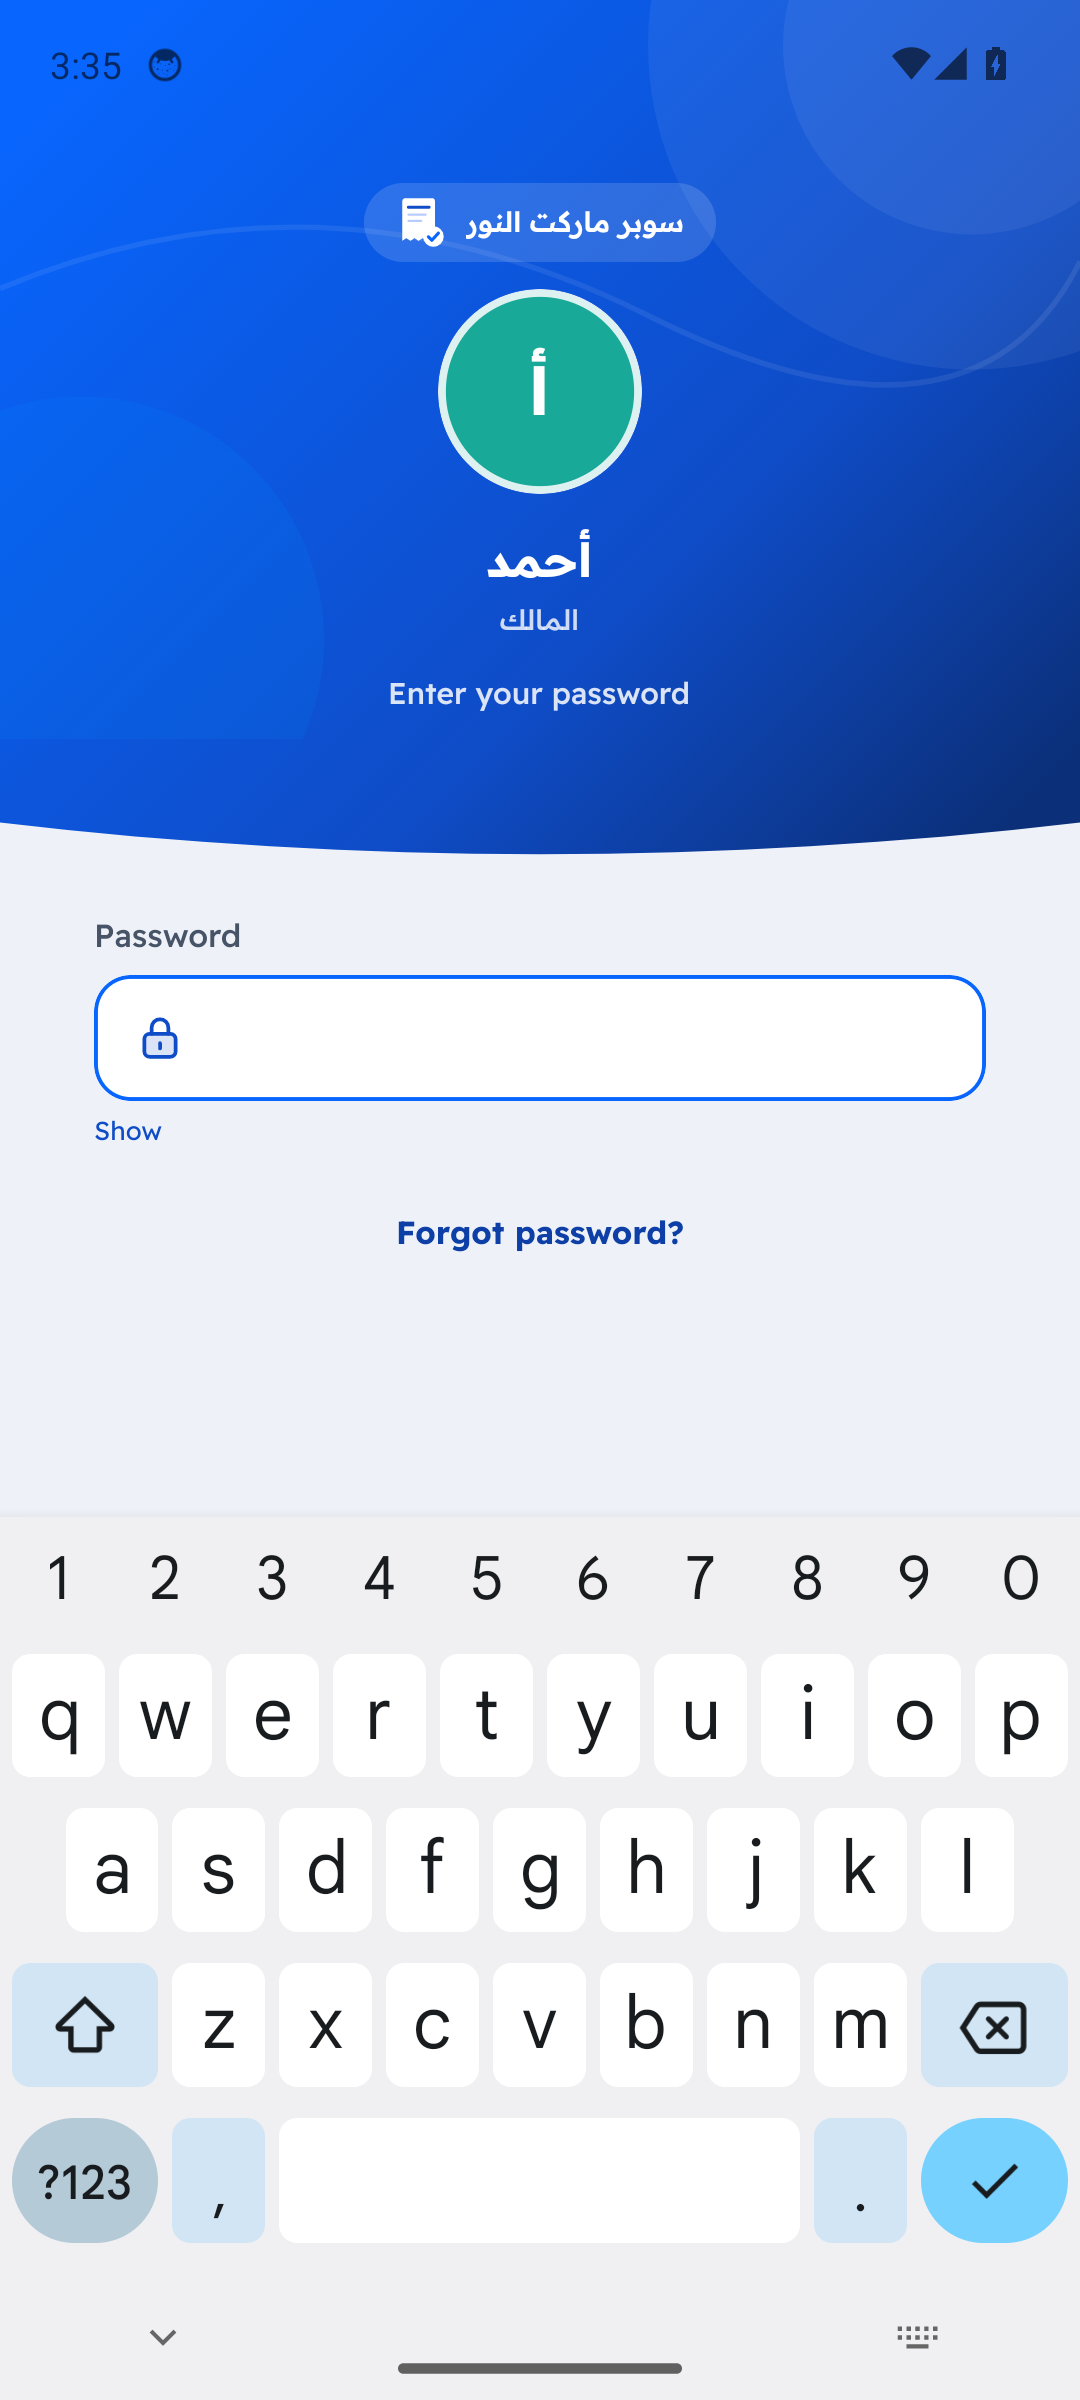 3:35
سوبر ماركت النور
أ
أحمد
المالك
Enter your password
Password
Show
Forgot password?
1 2 3 4 5 6 7 8 9 0
q w e r t y u i o p
a s d f g h j k l
z x c v b n m
?123 , .